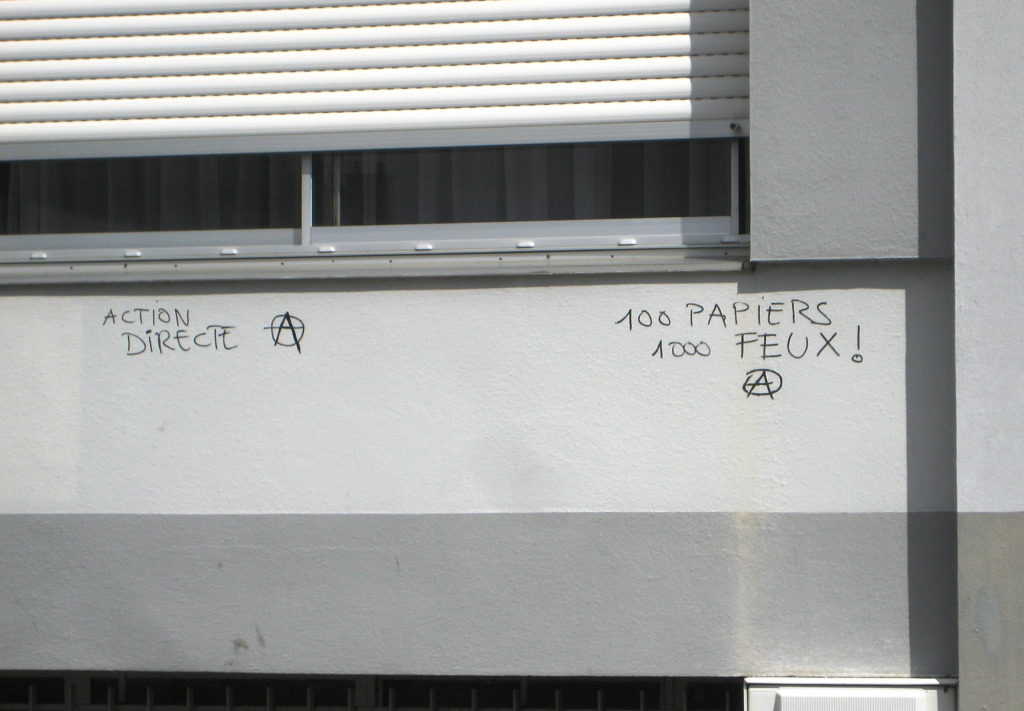 ACTION
DIRECTE Ⓐ
100 PAPIERS
1000 FEUX!
Ⓐ